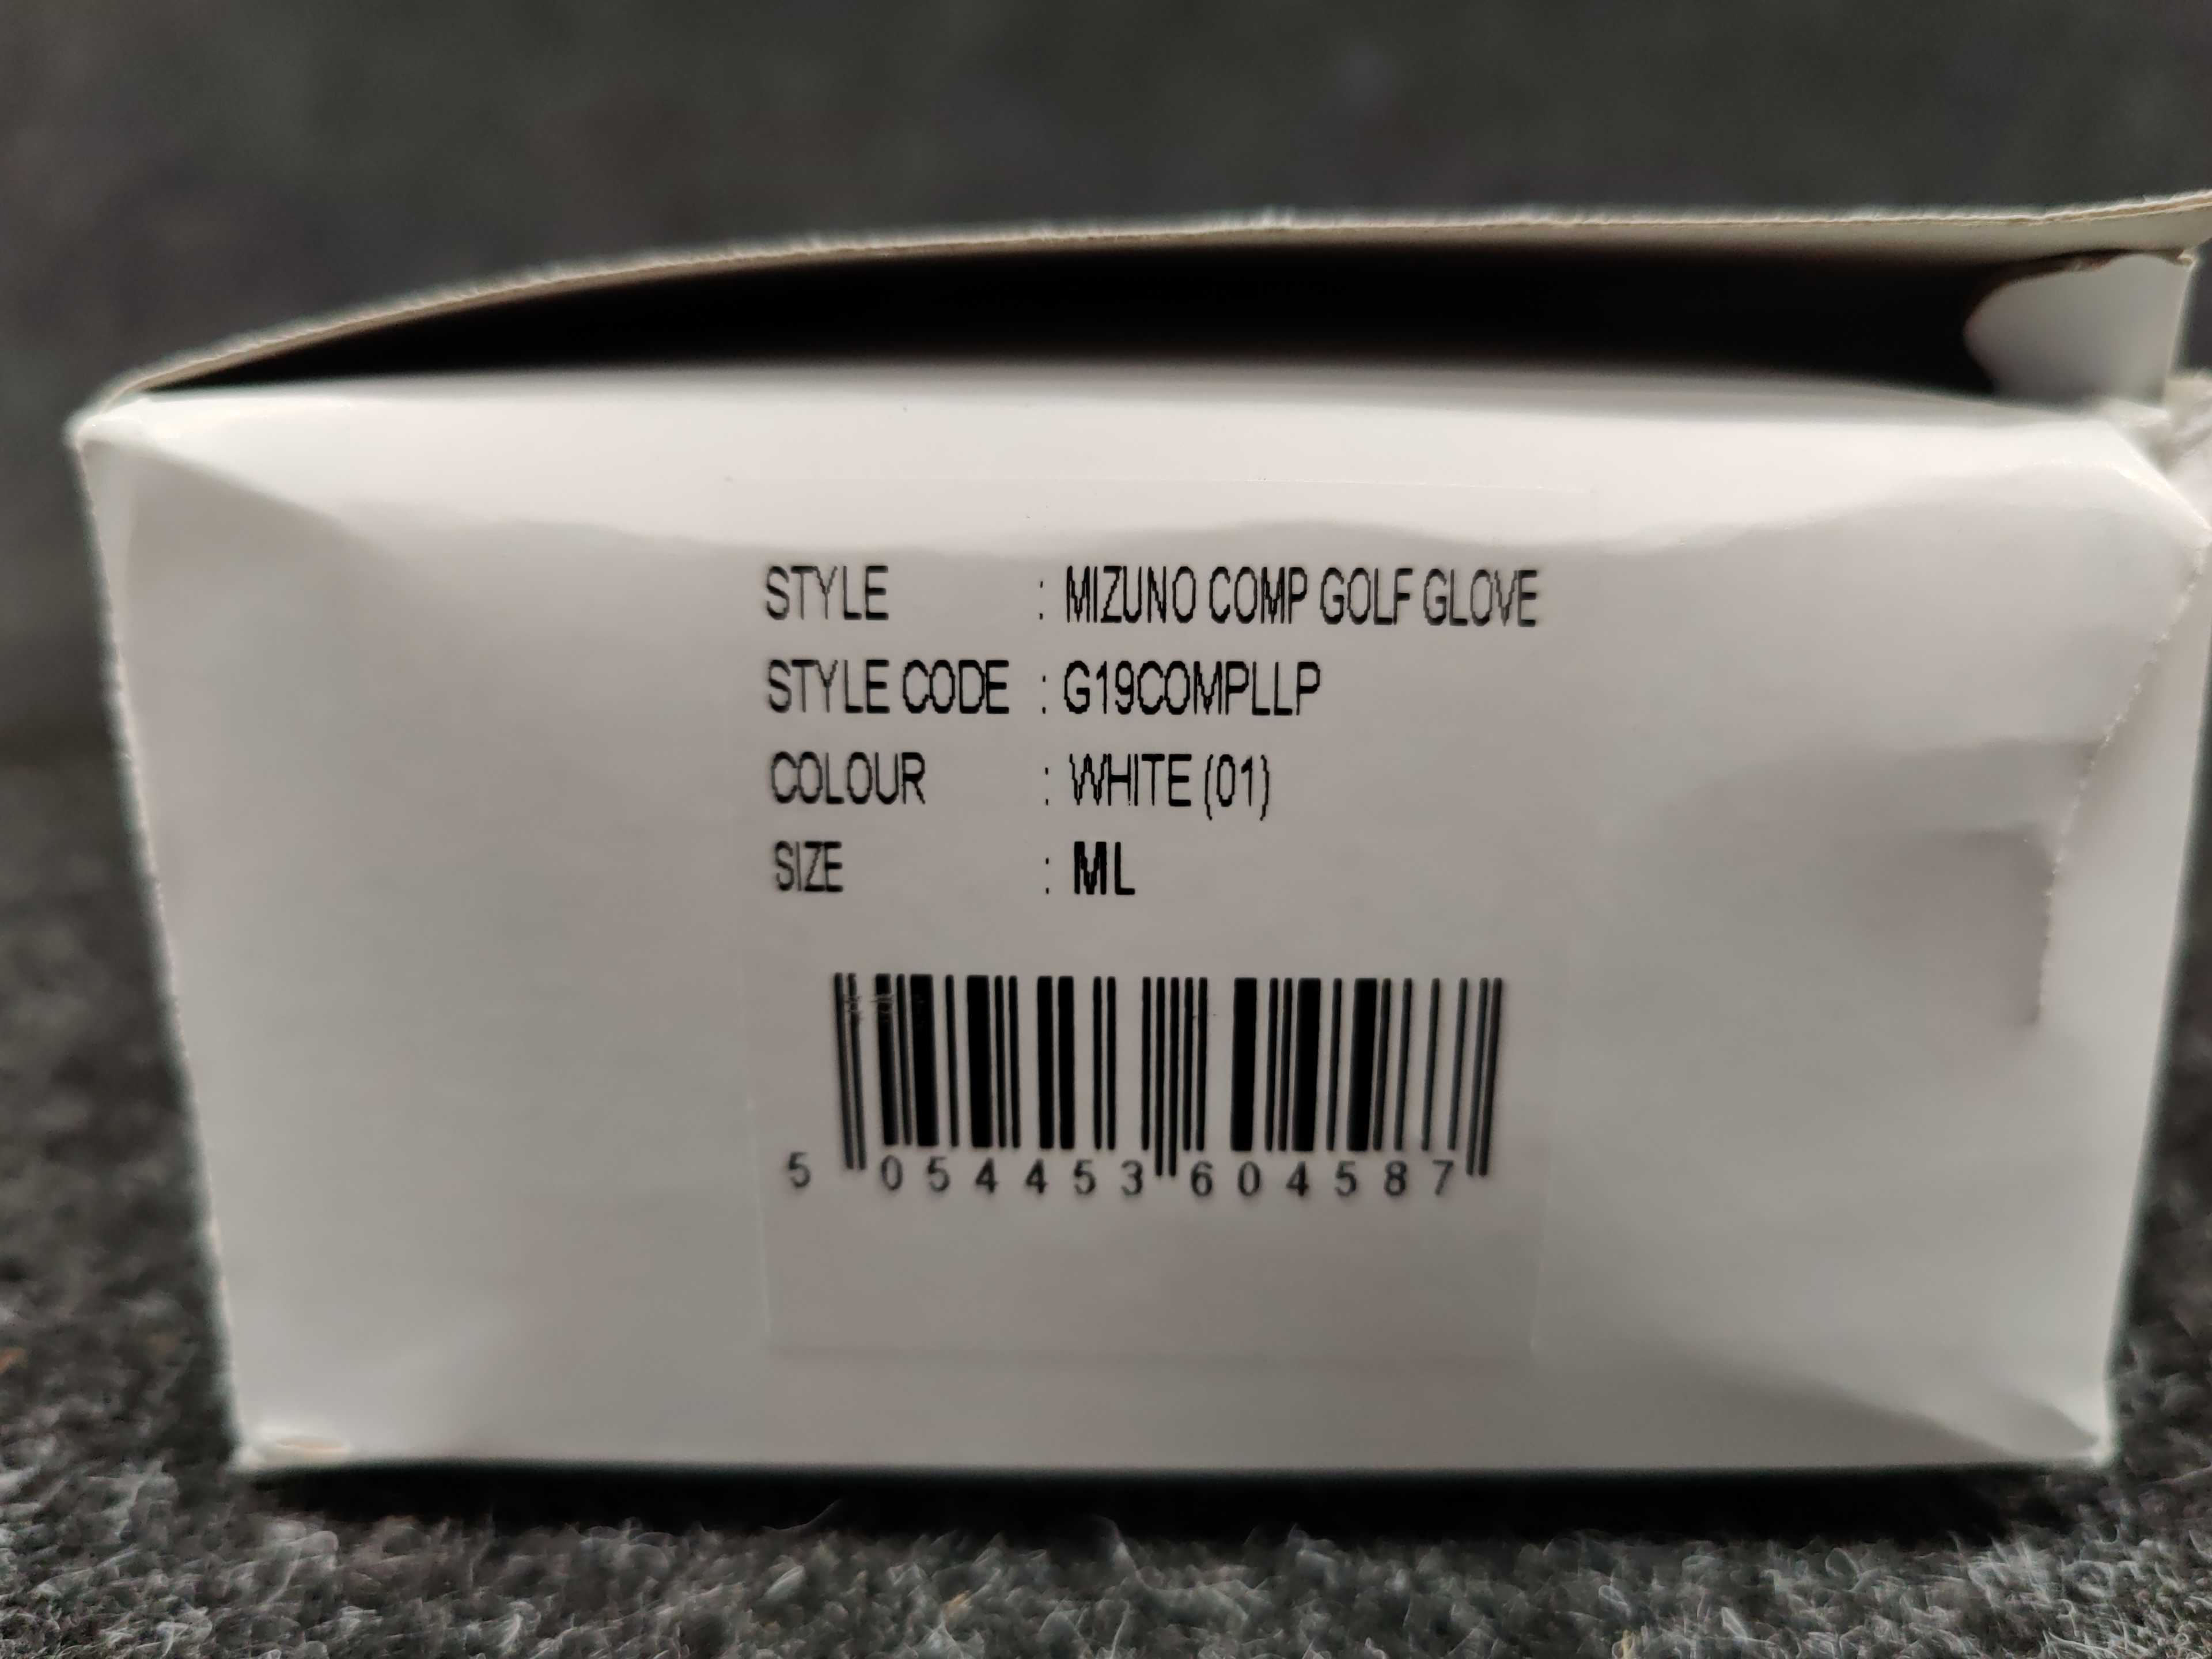 STYLE : MIZUNO COMP GOLF GLOVE
STYLE CODE : G19COMPLLP
COLOUR : WHITE (01)
SIZE : ML
5 054453 604587